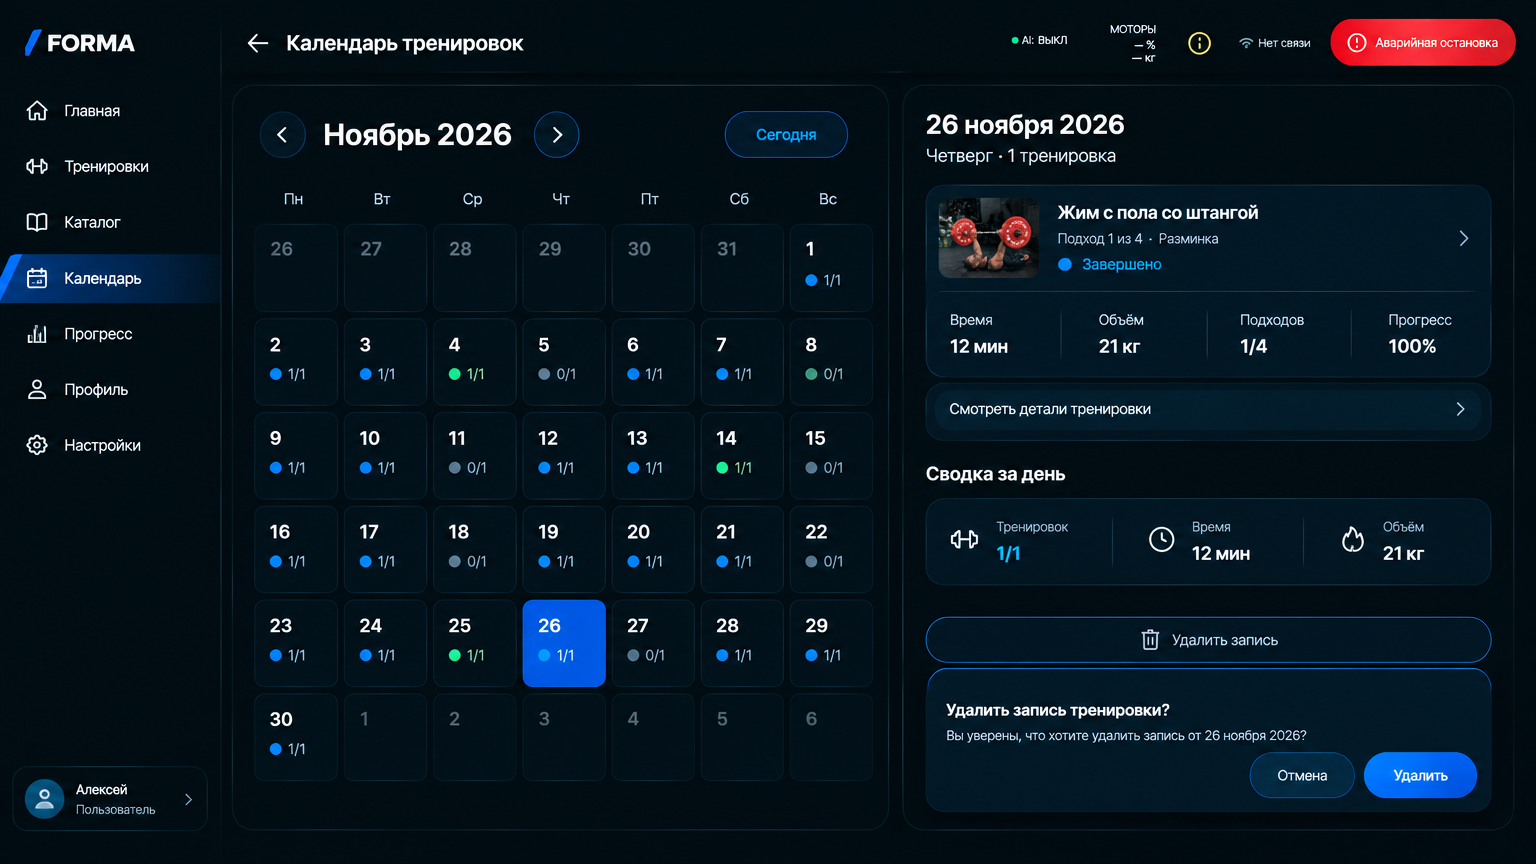 FORMA
Главная
Тренировки
Каталог
Календарь
Прогресс
Профиль
Настройки
Алексей
Пользователь
Календарь тренировок
AI: ВЫКЛ
МОТОРЫ
— %
— кг
Нет связи
Аварийная остановка
Ноябрь 2026
Сегодня
Пн Вт Ср Чт Пт Сб Вс
26 27 28 29 30 31 1
1/1
2 3 4 5 6 7 8
1/1 1/1 1/1 0/1 1/1 1/1 0/1
9 10 11 12 13 14 15
1/1 1/1 0/1 1/1 1/1 1/1 0/1
16 17 18 19 20 21 22
1/1 1/1 0/1 1/1 1/1 1/1 0/1
23 24 25 26 27 28 29
1/1 1/1 1/1 1/1 0/1 1/1 1/1
30 1 2 3 4 5 6
1/1
26 ноября 2026
Четверг · 1 тренировка
Жим с пола со штангой
Подход 1 из 4 · Разминка
Завершено
Время Объём Подходов Прогресс
12 мин 21 кг 1/4 100%
Смотреть детали тренировки
Сводка за день
Тренировок Время Объём
1/1 12 мин 21 кг
Удалить запись
Удалить запись тренировки?
Вы уверены, что хотите удалить запись от 26 ноября 2026?
Отмена Удалить